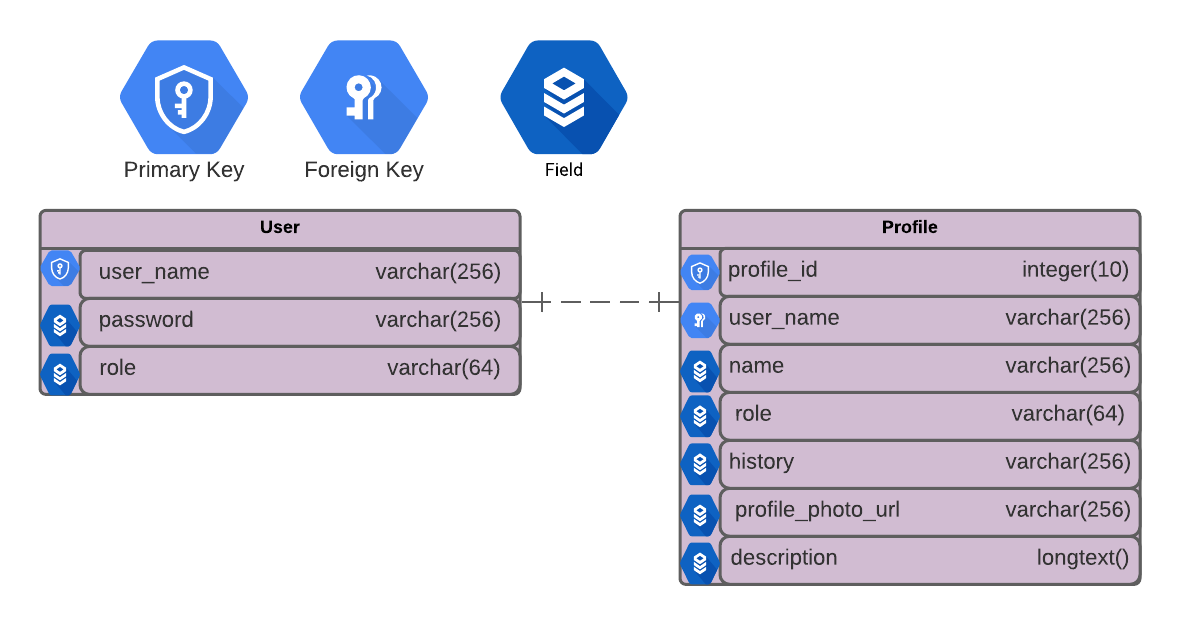 Primary Key
Foreign Key
Field
User
user_name varchar(256)
password varchar(256)
role varchar(64)
Profile
profile_id integer(10)
user_name varchar(256)
name varchar(256)
role varchar(64)
history varchar(256)
profile_photo_url varchar(256)
description longtext()